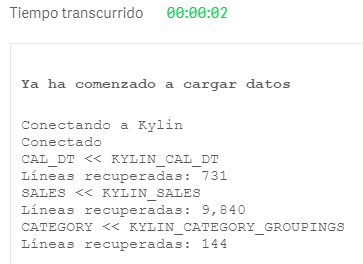 Tiempo transcurrido 00:00:02
Ya ha comenzado a cargar datos
Conectando a Kylin
Conectado
CAL_DT << KYLIN_CAL_DT
Líneas recuperadas: 731
SALES << KYLIN_SALES
Líneas recuperadas: 9,840
CATEGORY << KYLIN_CATEGORY_GROUPINGS
Líneas recuperadas: 144